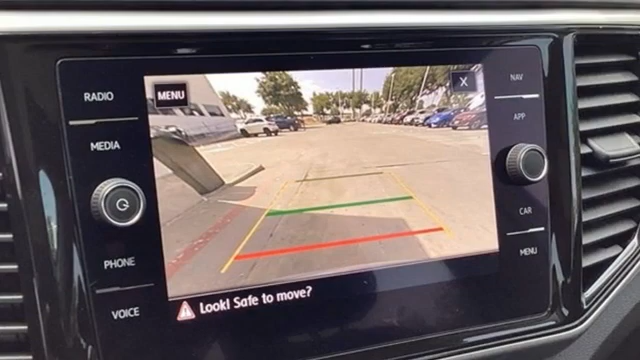 RADIO
MEDIA
PHONE
VOICE
MENU
X
Look! Safe to move?
NAV
APP
CAR
MENU